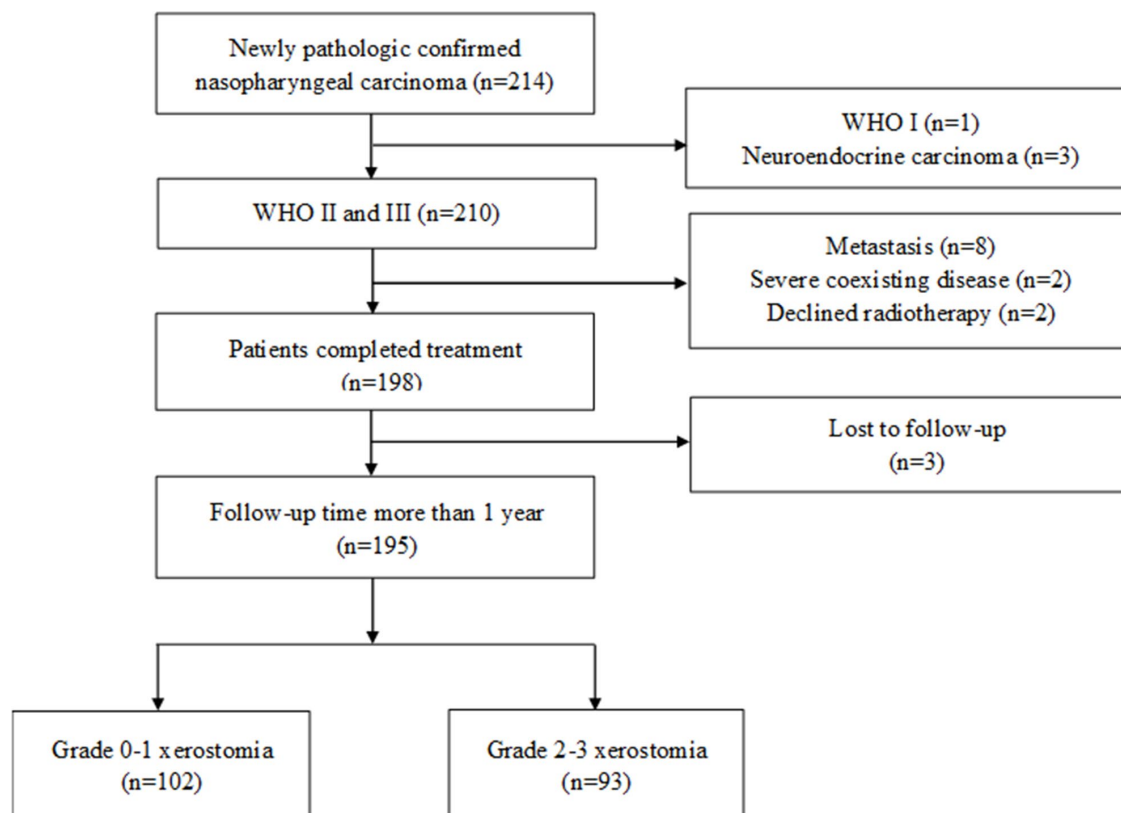 Newly pathologic confirmed
nasopharyngeal carcinoma (n=214)
WHO I (n=1)
Neuroendocrine carcinoma (n=3)
WHO II and III (n=210)
Metastasis (n=8)
Severe coexisting disease (n=2)
Declined radiotherapy (n=2)
Patients completed treatment
(n=198)
Lost to follow-up
(n=3)
Follow-up time more than 1 year
(n=195)
Grade 0-1 xerostomia
(n=102)
Grade 2-3 xerostomia
(n=93)